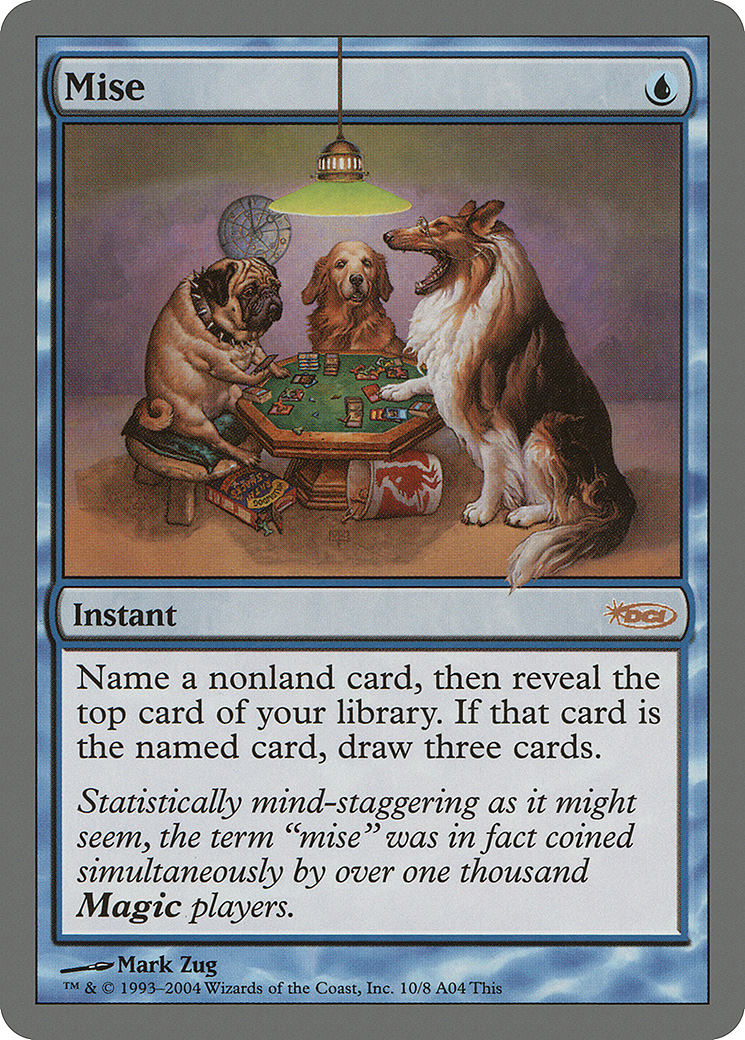 Mise
Instant
DCI
Name a nonland card, then reveal the
top card of your library. If that card is
the named card, draw three cards.
Statistically mind-staggering as it might
seem, the term “mise” was in fact coined
simultaneously by over one thousand
Magic players.
Mark Zug
™ & © 1993–2004 Wizards of the Coast, Inc. 10/8 A04 This